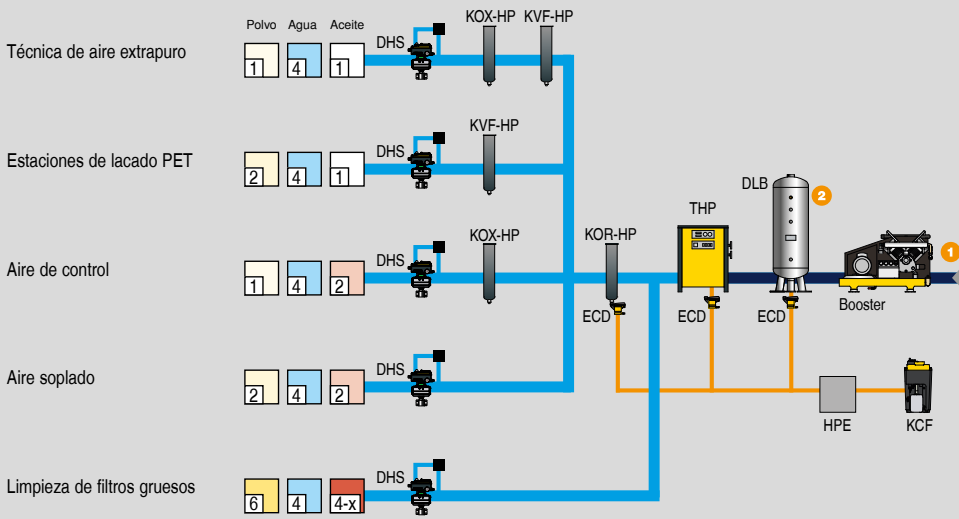 Polvo Agua Aceite
Técnica de aire extrapuro
1 4 1
DHS
KOX-HP
KVF-HP
Estaciones de lacado PET
2 4 1
DHS
KVF-HP
DLB
2
THP
Aire de control
1 4 2
DHS
KOX-HP
KOR-HP
1
Booster
ECD
ECD
ECD
Aire soplado
2 4 2
DHS
HPE
KCF
Limpieza de filtros gruesos
6 4 4-x
DHS